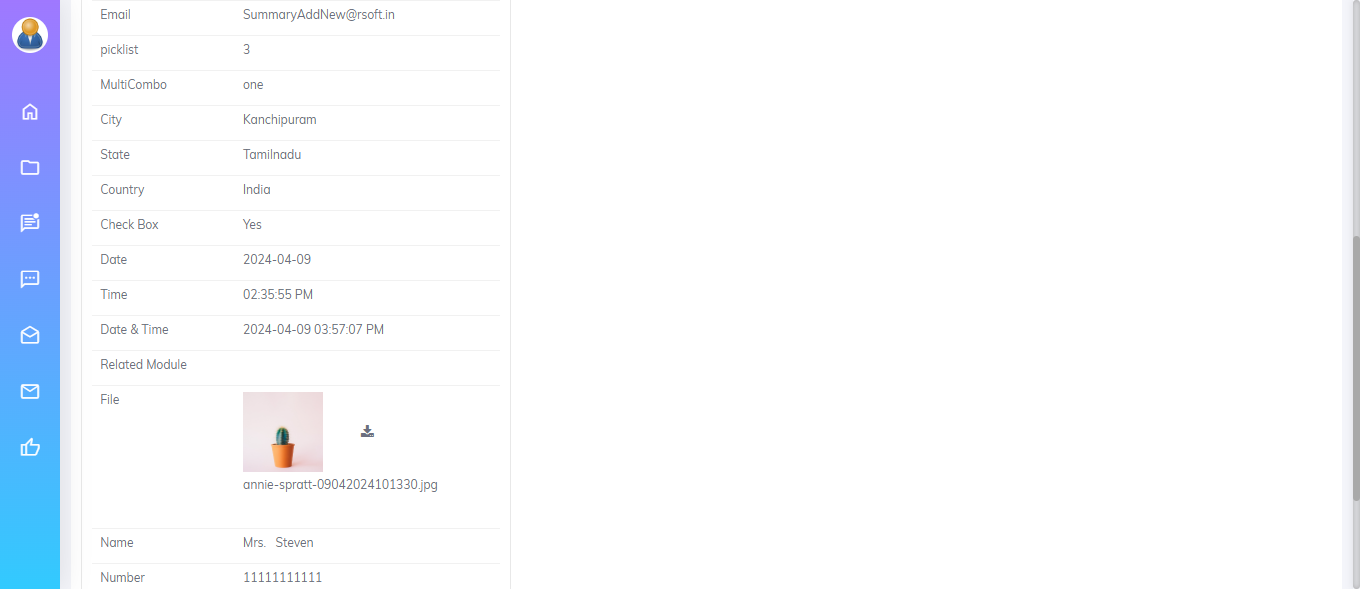 Email SummaryAddNew@rsoft.in
picklist 3
MultiCombo one
City Kanchipuram
State Tamilnadu
Country India
Check Box Yes
Date 2024-04-09
Time 02:35:55 PM
Date & Time 2024-04-09 03:57:07 PM
Related Module
File
annie-spratt-09042024101330.jpg
Name Mrs. Steven
Number 11111111111